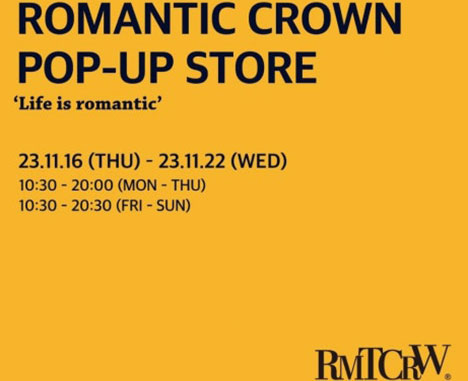 ROMANTIC CROWN
POP-UP STORE
‘Life is romantic’
23.11.16 (THU) - 23.11.22 (WED)
10:30 - 20:00 (MON - THU)
10:30 - 20:30 (FRI - SUN)
RMTCRW®